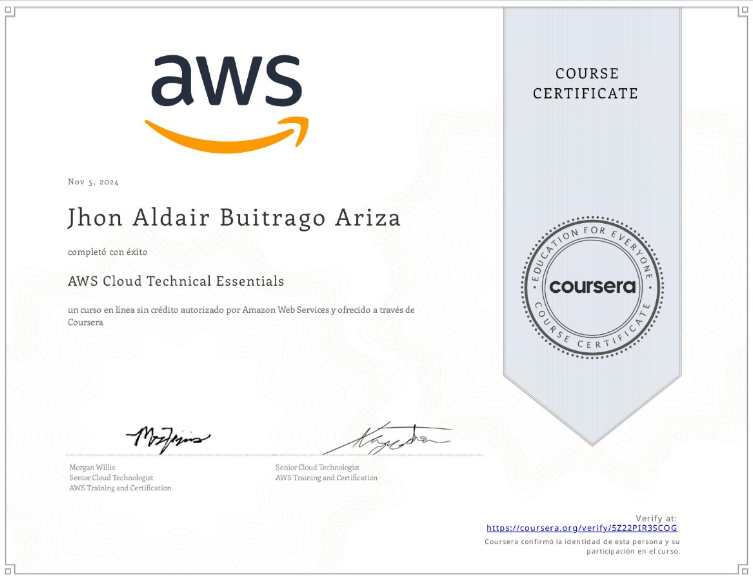 aws
COURSE
CERTIFICATE
Nov 5, 2024
Jhon Aldair Buitrago Ariza
completó con éxito
AWS Cloud Technical Essentials
un curso en línea sin crédito autorizado por Amazon Web Services y ofrecido a través de
Coursera
EDUCATION FOR EVERYONE
coursera
COURSE CERTIFICATE
Morgan Willis
Senior Cloud Technologist
AWS Training and Certification
Senior Cloud Technologist
AWS Training and Certification
Verify at:
https://coursera.org/verify/5Z22PIR3SCOG
Coursera confirmó la identidad de esta persona y su
participación en el curso.